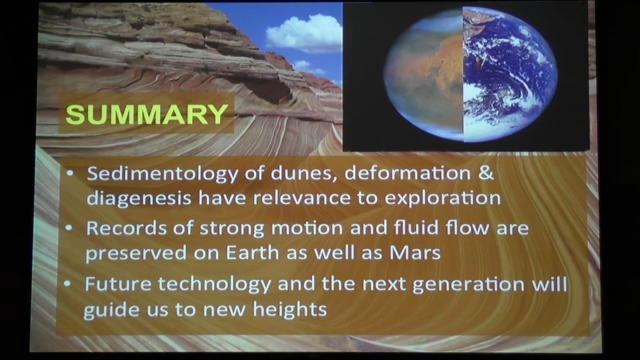 SUMMARY
• Sedimentology of dunes, deformation &
diagenesis have relevance to exploration
• Records of strong motion and fluid flow are
preserved on Earth as well as Mars
• Future technology and the next generation will
guide us to new heights